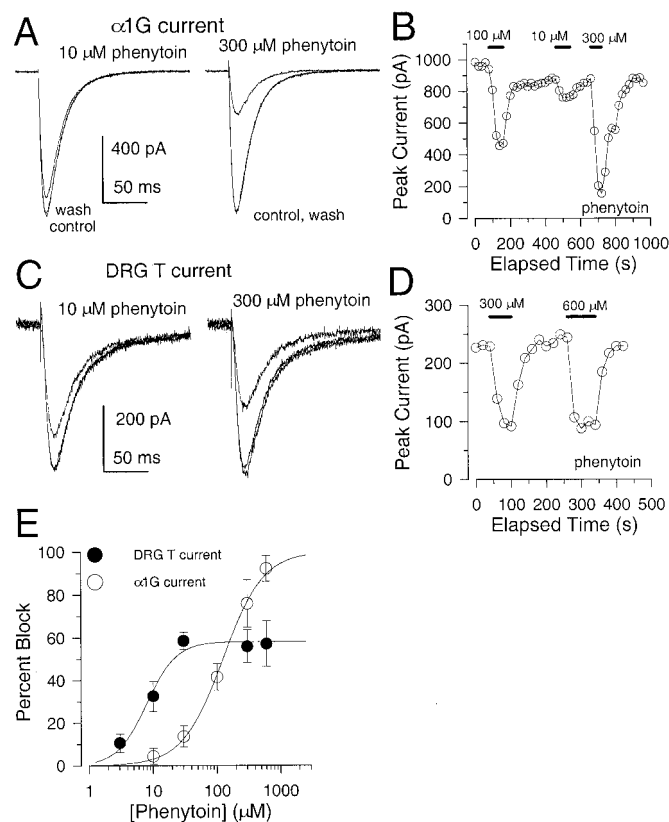 A
α1G current
10 µM phenytoin
300 µM phenytoin
400 pA
50 ms
wash
control
control, wash
B
100 µM
10 µM
300 µM
Peak Current (pA)
1000
800
600
400
200
0
0 200 400 600 800 1000
phenytoin
Elapsed Time (s)
C
DRG T current
10 µM phenytoin
300 µM phenytoin
200 pA
50 ms
D
300 µM
600 µM
Peak Current (pA)
300
200
100
0
0 100 200 300 400 500
phenytoin
Elapsed Time (s)
E
DRG T current
α1G current
Percent Block
100
80
60
40
20
0
1 10 100 1000
[Phenytoin] (µM)